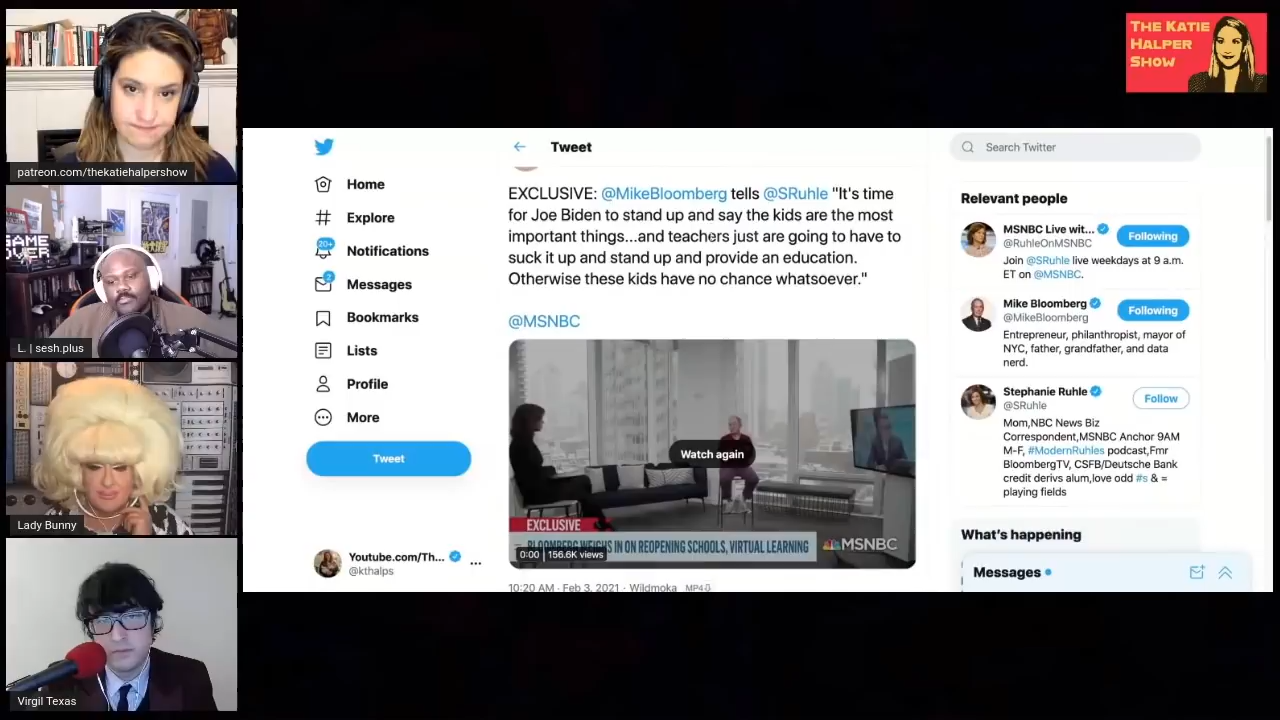 THE KATIE
HALPER
SHOW
patreon.com/thekatiehalpershow
GAME
OVER
L. | sesh.plus
Lady Bunny
Virgil Texas
Home
Explore
20+
Notifications
2
Messages
Bookmarks
Lists
Profile
More
Tweet
Youtube.com/Th...
@kthalps
Tweet
EXCLUSIVE: @MikeBloomberg tells @SRuhle "It's time
for Joe Biden to stand up and say the kids are the most
important things...and teachers just are going to have to
suck it up and stand up and provide an education.
Otherwise these kids have no chance whatsoever."
@MSNBC
Watch again
EXCLUSIVE
BLOOMBERG WEIGHS IN ON REOPENING SCHOOLS, VIRTUAL LEARNING
MSNBC
0:00 | 156.6K views
10:20 AM · Feb 3, 2021 · Wildmoka MP4
Search Twitter
Relevant people
MSNBC Live wit...
@RuhleOnMSNBC
Following
Join @SRuhle live weekdays at 9 a.m.
ET on @MSNBC.
Mike Bloomberg
@MikeBloomberg
Following
Entrepreneur, philanthropist, mayor of
NYC, father, grandfather, and data
nerd.
Stephanie Ruhle
@SRuhle
Follow
Mom,NBC News Biz
Correspondent,MSNBC Anchor 9AM
M-F, #ModernRuhles podcast,Fmr
BloombergTV, CSFB/Deutsche Bank
credit derivs alum,love odd #s & =
playing fields
What's happening
Messages